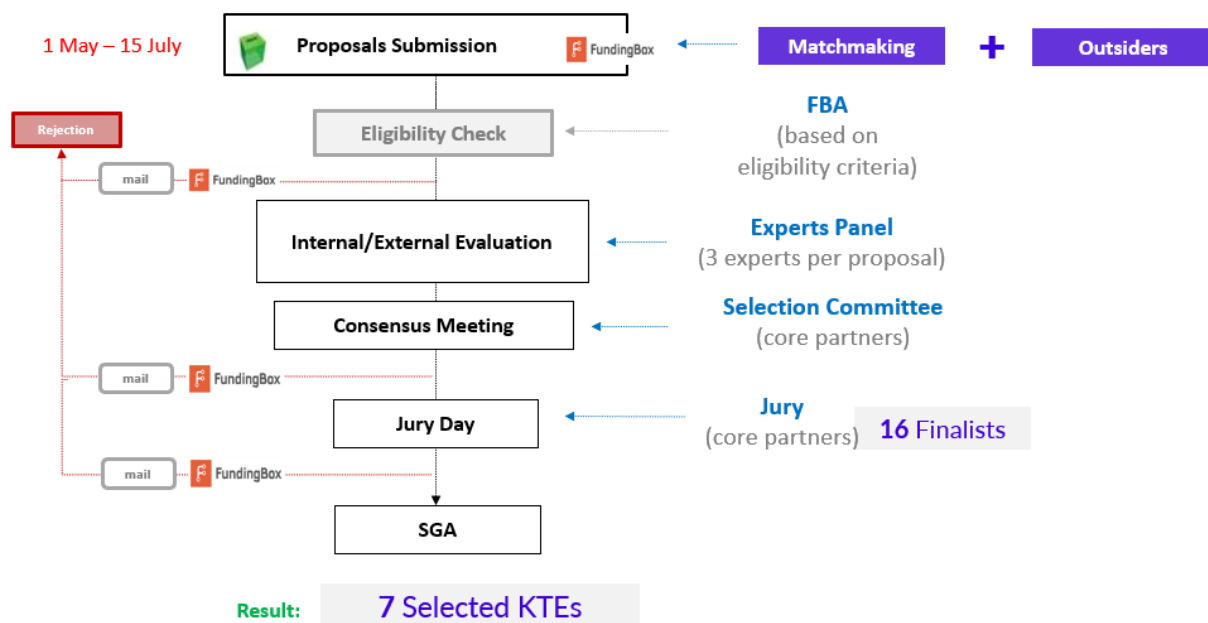 1 May – 15 July
Proposals Submission
FundingBox
Matchmaking
+
Outsiders
Rejection
Eligibility Check
FBA
(based on
eligibility criteria)
mail
FundingBox
Internal/External Evaluation
Experts Panel
(3 experts per proposal)
Consensus Meeting
Selection Committee
(core partners)
mail
FundingBox
Jury Day
Jury
(core partners)
16 Finalists
mail
FundingBox
SGA
Result:
7 Selected KTEs